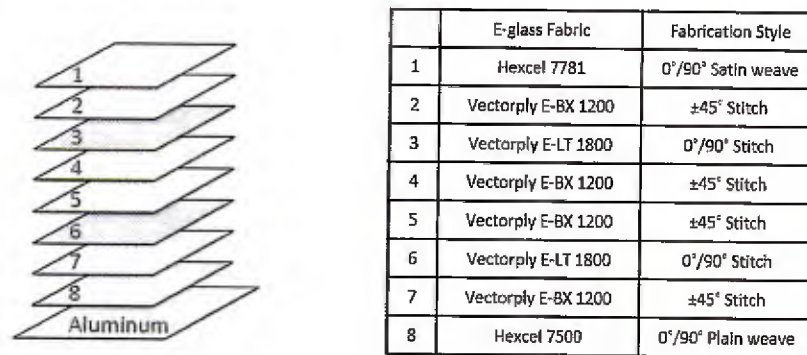 1
2
3
4
5
6
7
8
Aluminum
E-glass Fabric Fabrication Style
1 Hexcel 7781 0°/90° Satin weave
2 Vectorply E-BX 1200 ±45° Stitch
3 Vectorply E-LT 1800 0°/90° Stitch
4 Vectorply E-BX 1200 ±45° Stitch
5 Vectorply E-BX 1200 ±45° Stitch
6 Vectorply E-LT 1800 0°/90° Stitch
7 Vectorply E-BX 1200 ±45° Stitch
8 Hexcel 7500 0°/90° Plain weave